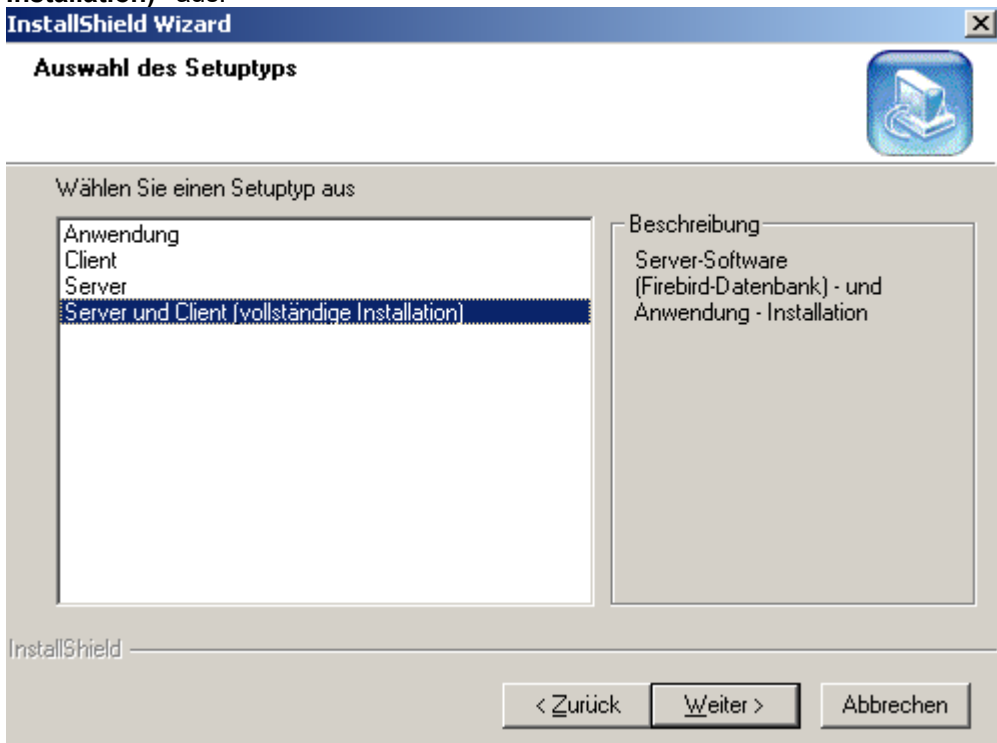 InstallShield Wizard
Auswahl des Setuptyps
Wählen Sie einen Setuptyp aus
Anwendung
Client
Server
Server und Client (vollständige Installation)
Beschreibung
Server-Software
(Firebird-Datenbank) - und
Anwendung - Installation
InstallShield
< Zurück
Weiter >
Abbrechen